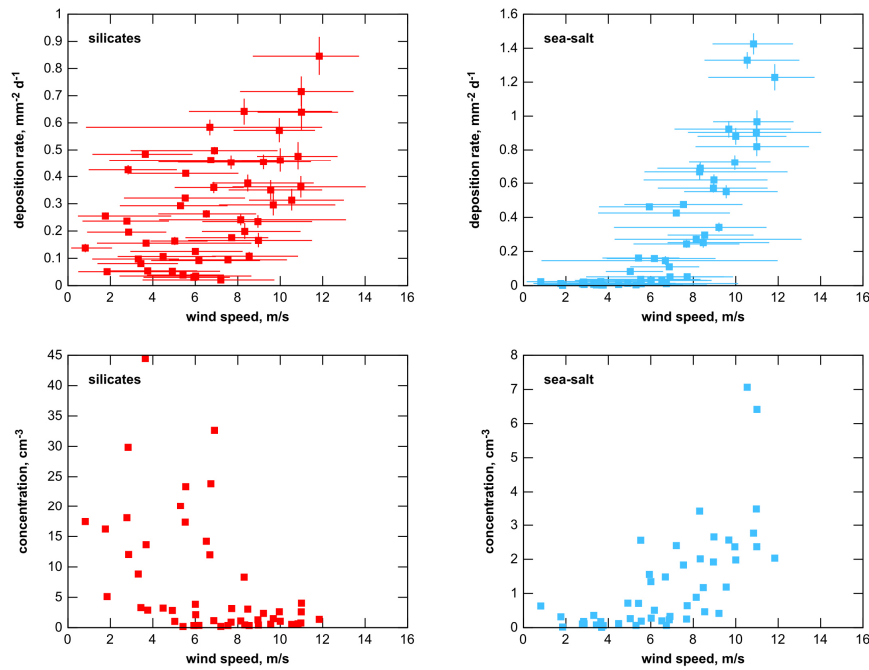 silicates
deposition rate, mm-2 d-1
1
0.9
0.8
0.7
0.6
0.5
0.4
0.3
0.2
0.1
0
0 2 4 6 8 10 12 14 16
wind speed, m/s
sea-salt
deposition rate, mm-2 d-1
1.6
1.4
1.2
1
0.8
0.6
0.4
0.2
0
0 2 4 6 8 10 12 14 16
wind speed, m/s
silicates
concentration, cm-3
45
40
35
30
25
20
15
10
5
0
0 2 4 6 8 10 12 14 16
wind speed, m/s
sea-salt
concentration, cm-3
8
7
6
5
4
3
2
1
0
0 2 4 6 8 10 12 14 16
wind speed, m/s